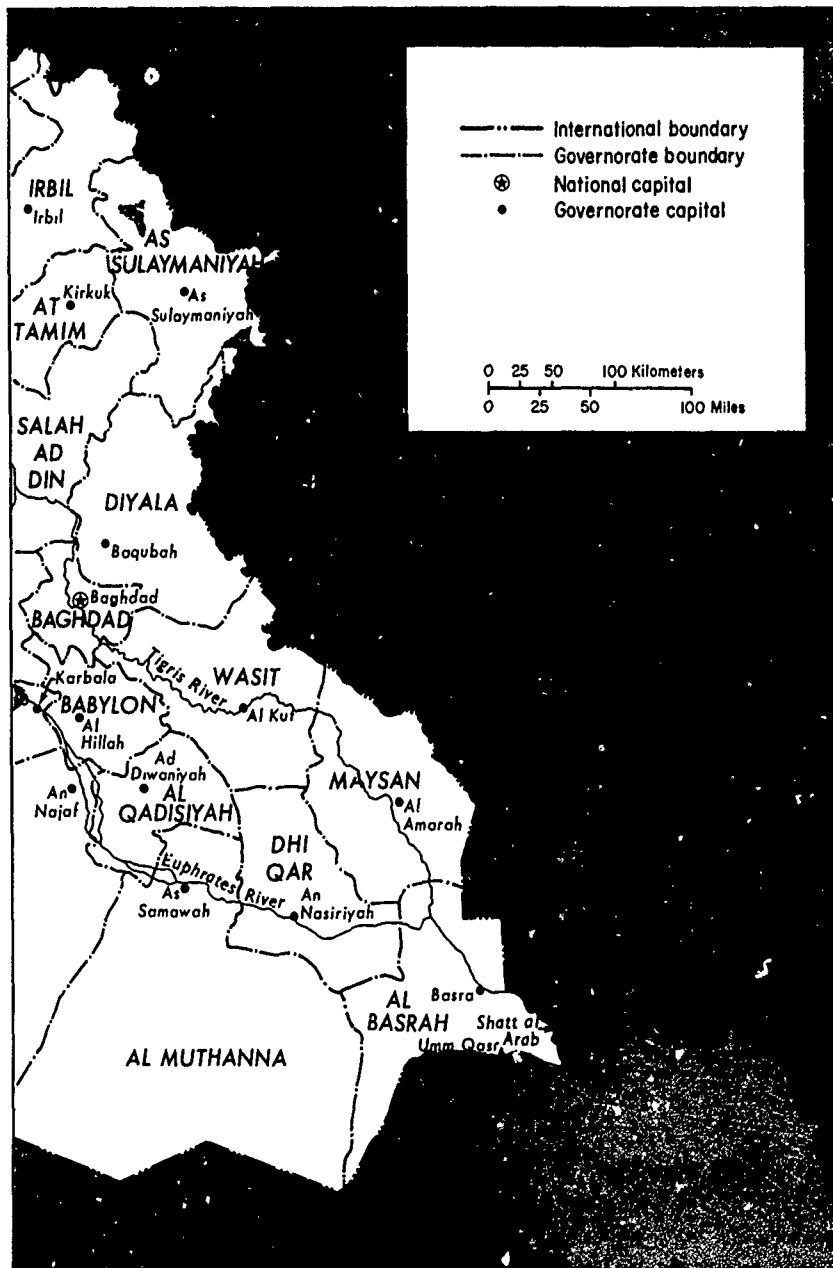 International boundary
Governorate boundary
National capital
Governorate capital
0 25 50 100 Kilometers
0 25 50 100 Miles
IRBIL
Irbil
AS
SULAYMANIYAH
As
Sulaymaniyah
Kirkuk
AT
TAMIM
SALAH
AD
DIN
DIYALA
Baqubah
Baghdad
BAGHDAD
Tigris River
WASIT
Al Kut
Karbala
BABYLON
Al
Hillah
Ad
Diwaniyah
AL
QADISIYAH
An
Najaf
MAYSAN
Al
Amarah
DHI
QAR
Euphrates River
As
Samawah
An
Nasiriyah
Basra
AL
BASRAH
Shatt al
Arab
Umm Qasr
AL MUTHANNA